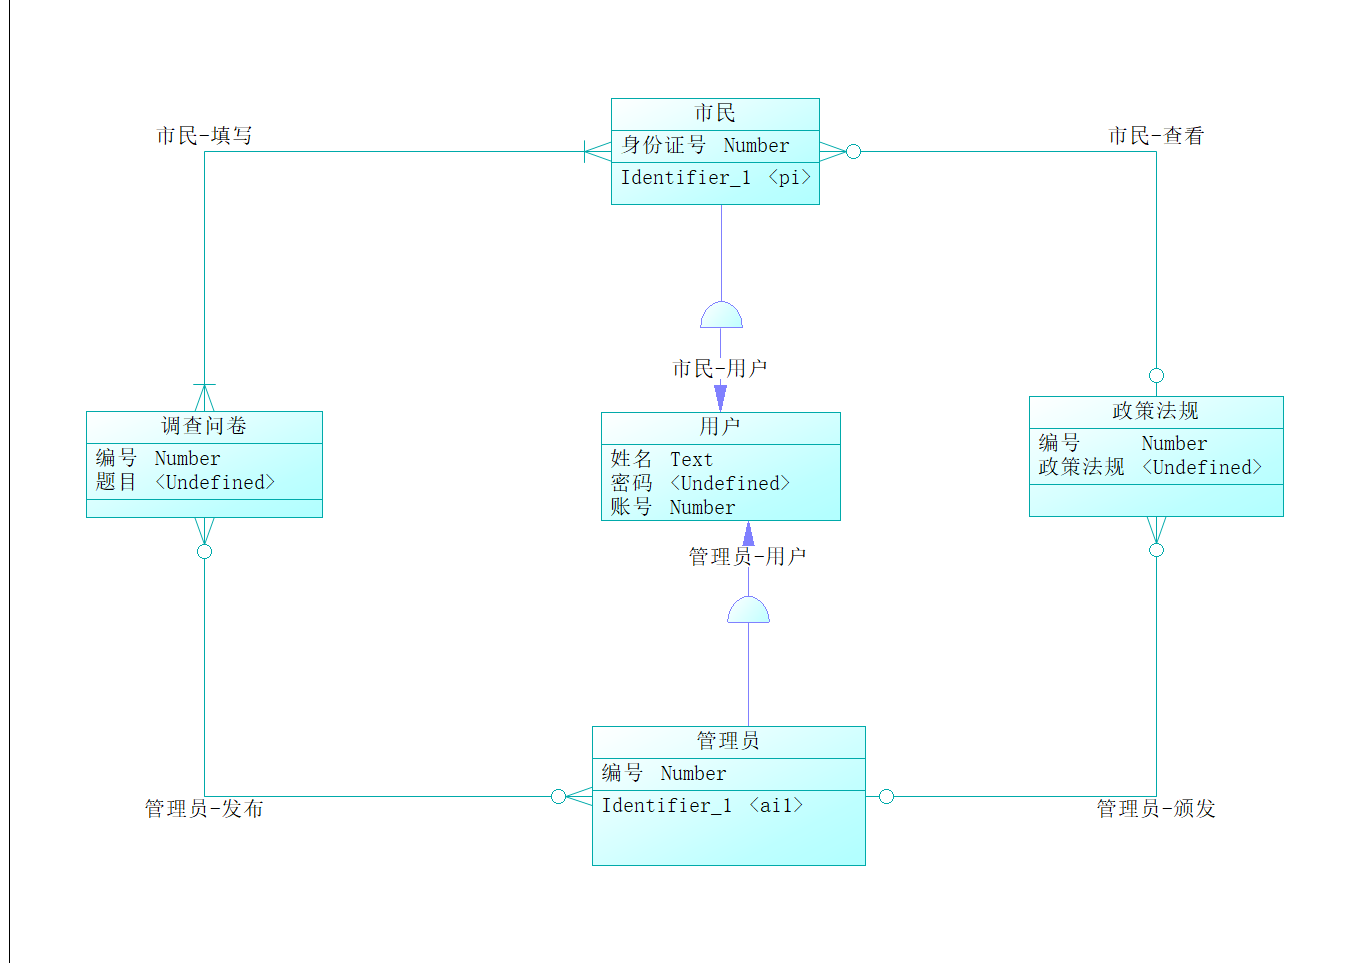 市民
市民-填写
市民-查看
身份证号 Number
Identifier_1 <pi>
市民-用户
调查问卷
编号 Number
题目 <Undefined>
用户
姓名 Text
密码 <Undefined>
账号 Number
政策法规
编号 Number
政策法规 <Undefined>
管理员-用户
管理员
编号 Number
Identifier_1 <ai1>
管理员-发布
管理员-颁发